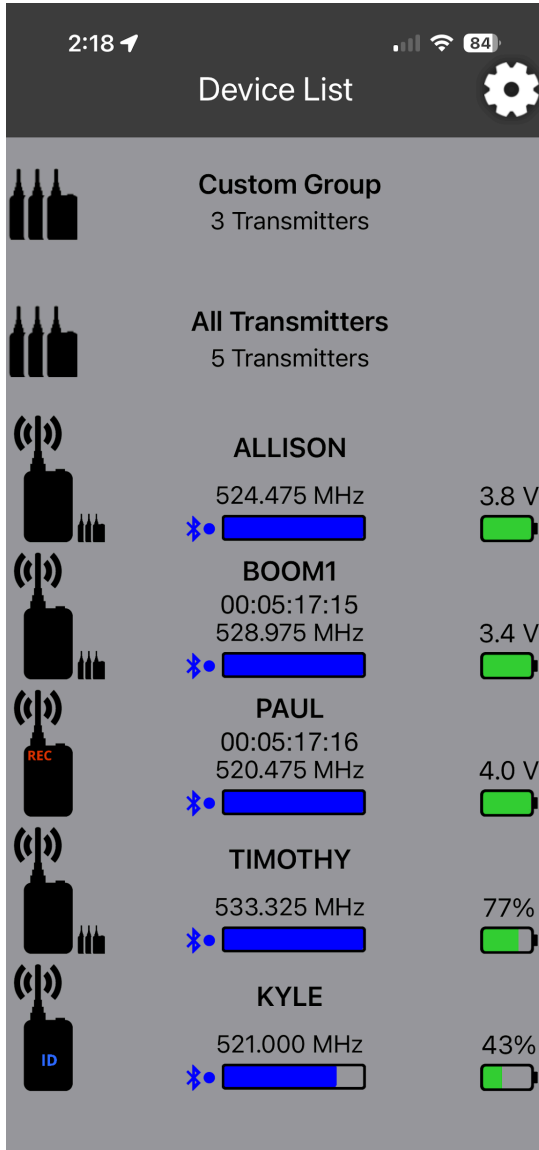 2:18
84
Device List
Custom Group
3 Transmitters
All Transmitters
5 Transmitters
ALLISON
524.475 MHz
3.8 V
BOOM1
00:05:17:15
528.975 MHz
3.4 V
PAUL
REC
00:05:17:16
520.475 MHz
4.0 V
TIMOTHY
533.325 MHz
77%
KYLE
ID
521.000 MHz
43%